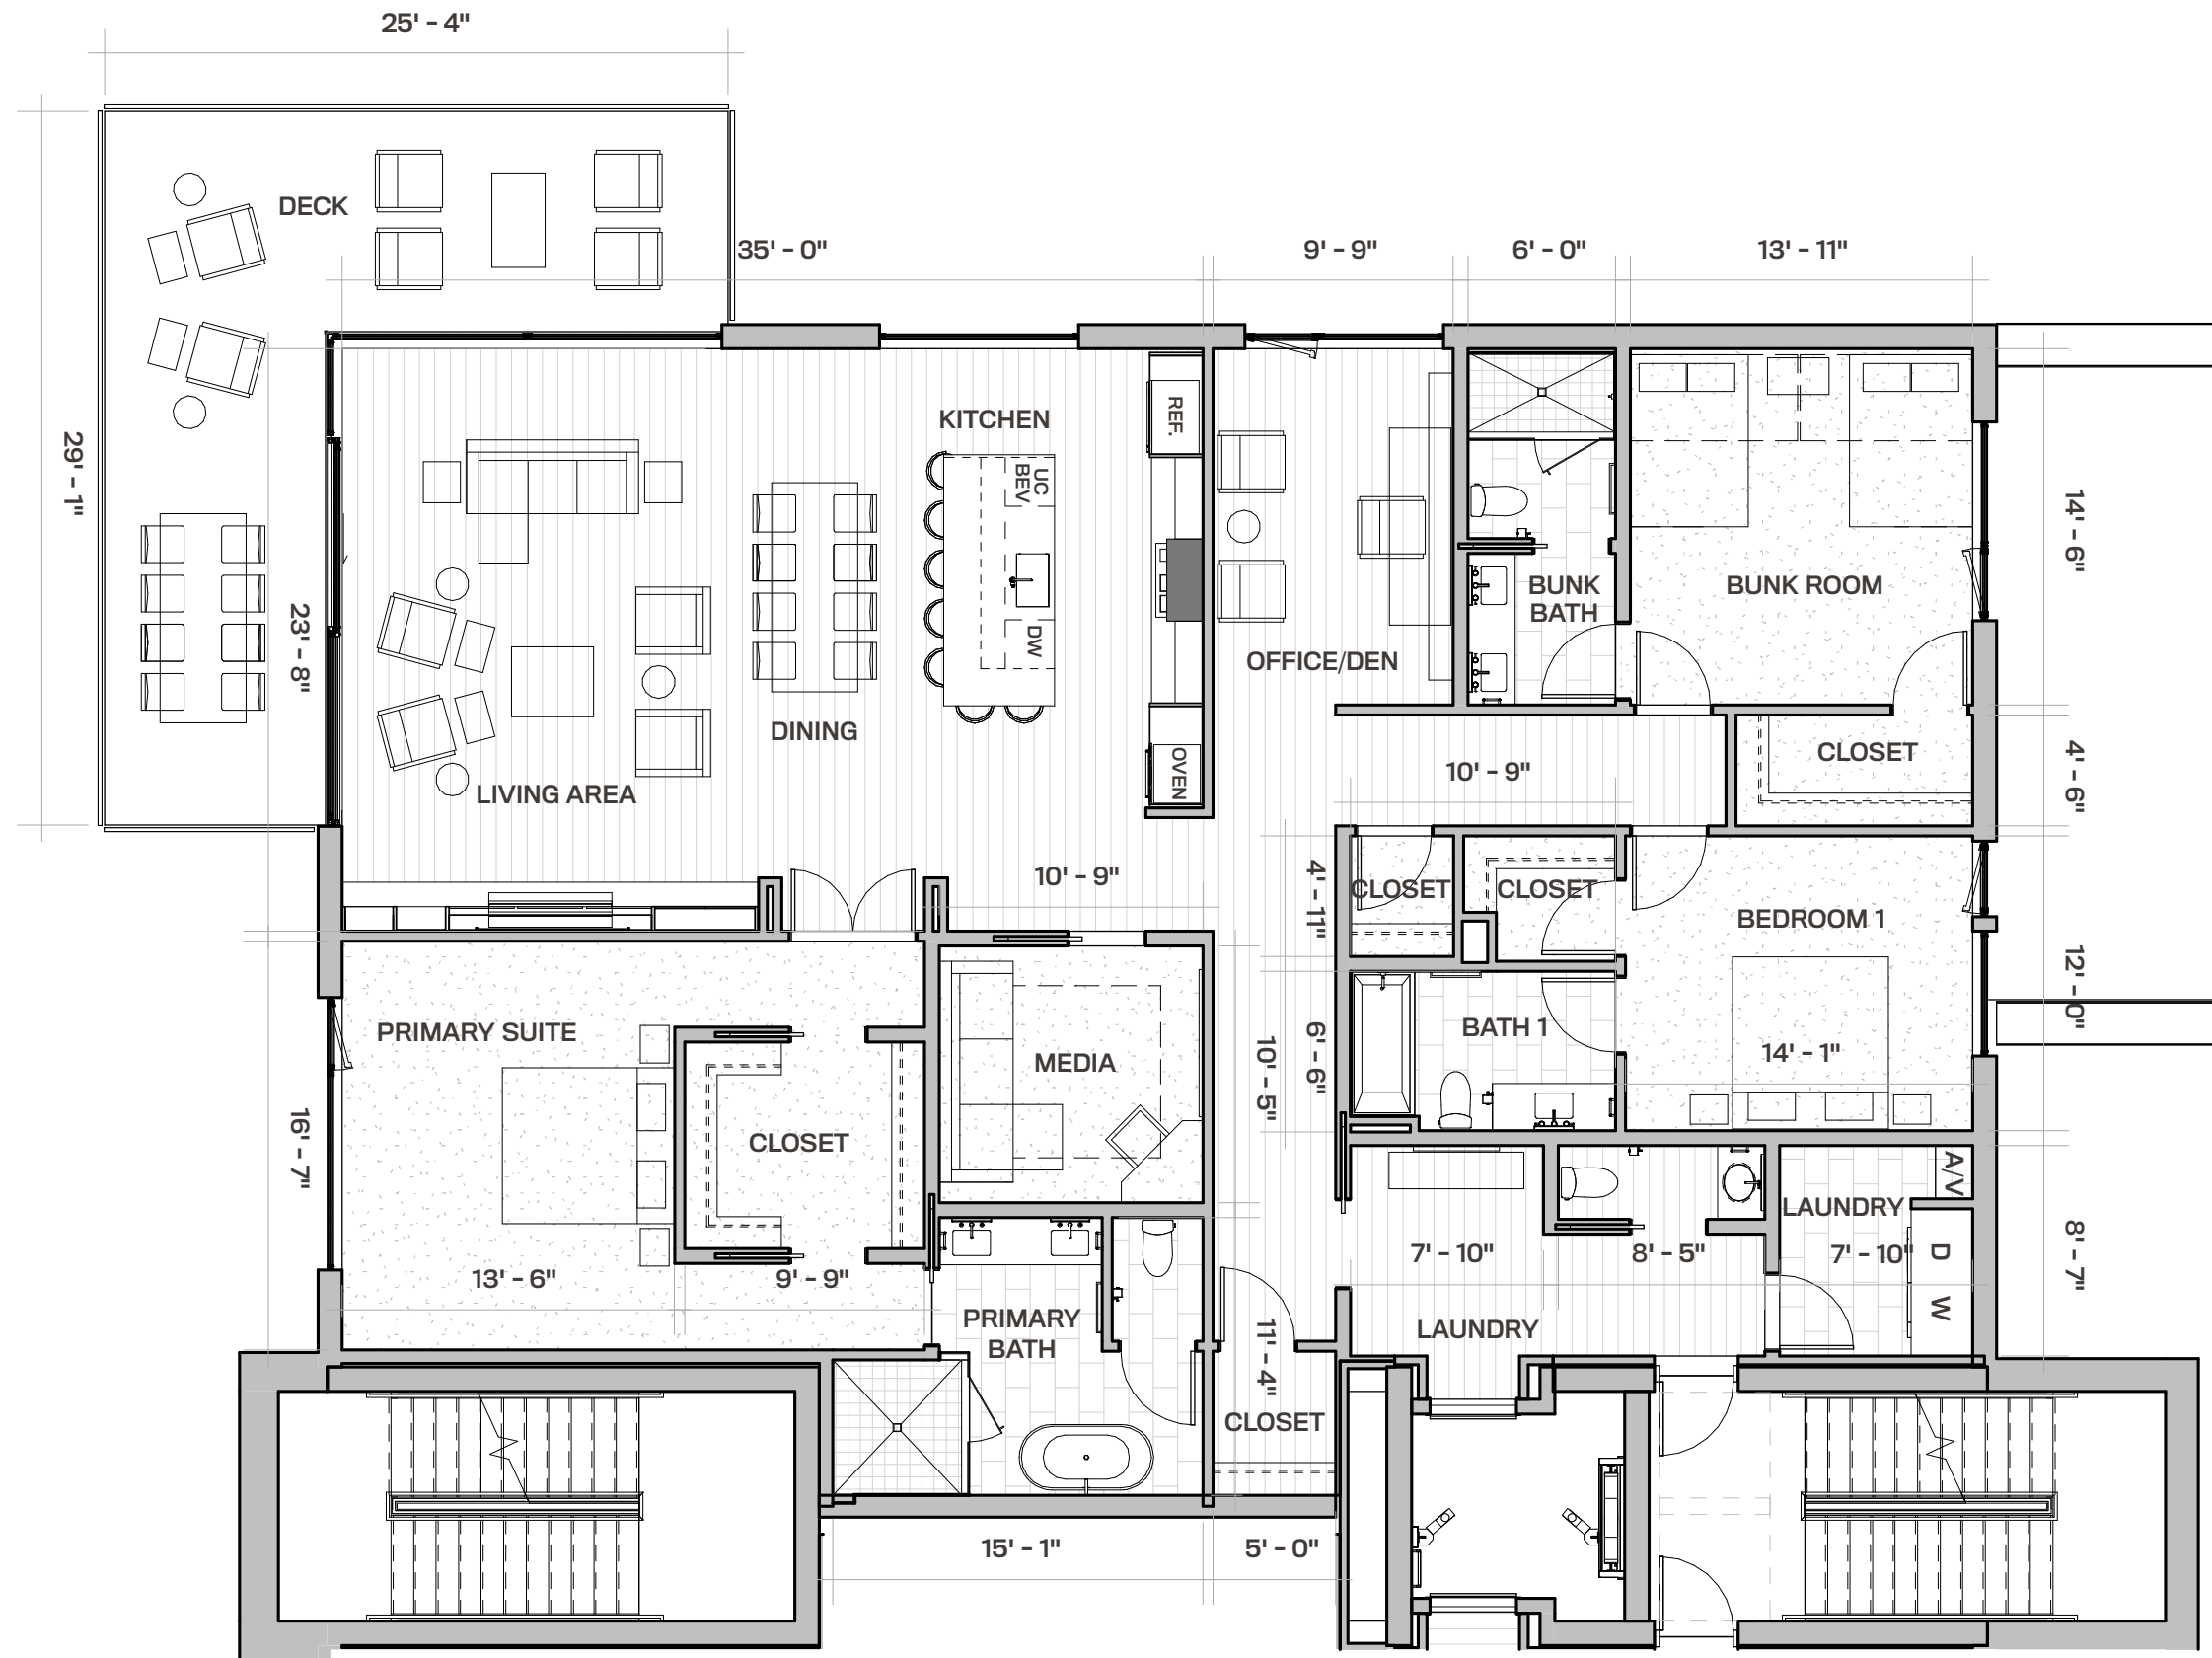 25' - 4"
DECK
35' - 0"
9' - 9"
6' - 0"
13' - 11"
29' - 1"
23' - 8"
KITCHEN
REF.
UC
BEV
DW
OVEN
DINING
LIVING AREA
OFFICE/DEN
BUNK
BATH
BUNK ROOM
14' - 6"
CLOSET
4' - 6"
10' - 9"
10' - 9"
4' - 11"
CLOSET
CLOSET
BEDROOM 1
12' - 0"
14' - 1"
BATH 1
6' - 6"
10' - 5"
PRIMARY SUITE
MEDIA
CLOSET
16' - 7"
13' - 6"
9' - 9"
PRIMARY
BATH
11' - 4"
CLOSET
7' - 10"
LAUNDRY
8' - 5"
LAUNDRY
A/V
7' - 10"
D
W
8' - 7"
15' - 1"
5' - 0"